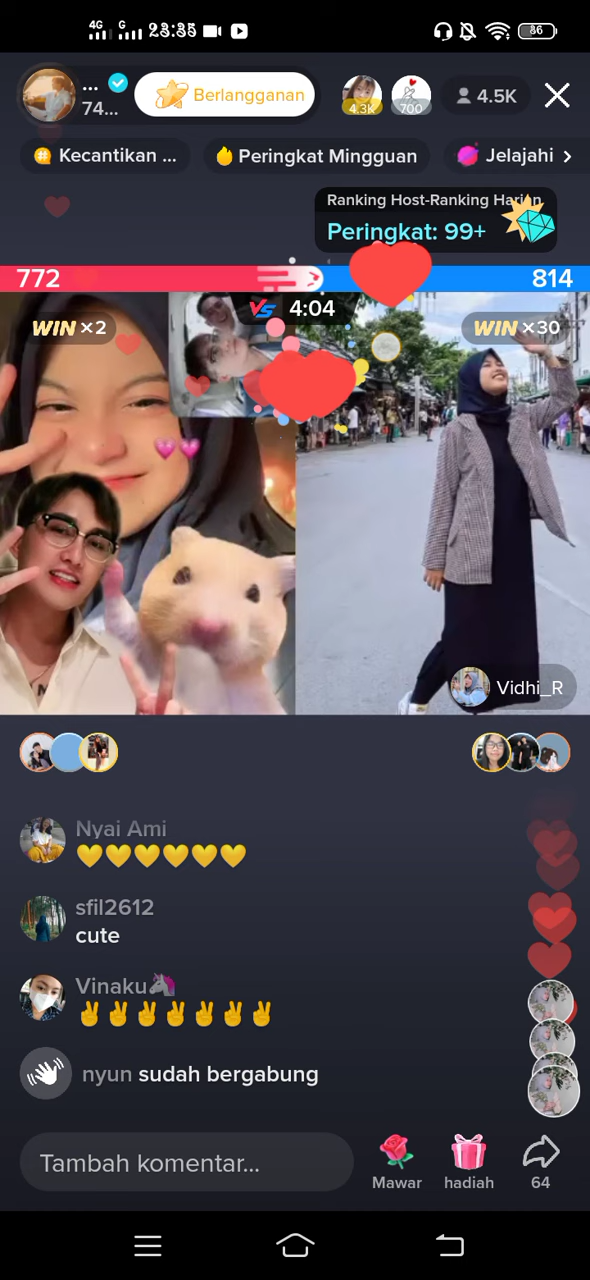 4G G 23:35 86
... 74... Berlangganan 4.3K 700 4.5K
Kecantikan ... Peringkat Mingguan Jelajahi
Ranking Host-Ranking Harian
Peringkat: 99+
772 814
VS 4:04
WIN ×2 WIN ×30
Vidhi_R
Nyai Ami
💛💛💛💛💛💛
sfil2612
cute
Vinaku🦄
✌✌✌✌✌✌✌
nyun sudah bergabung
Tambah komentar...
Mawar hadiah 64